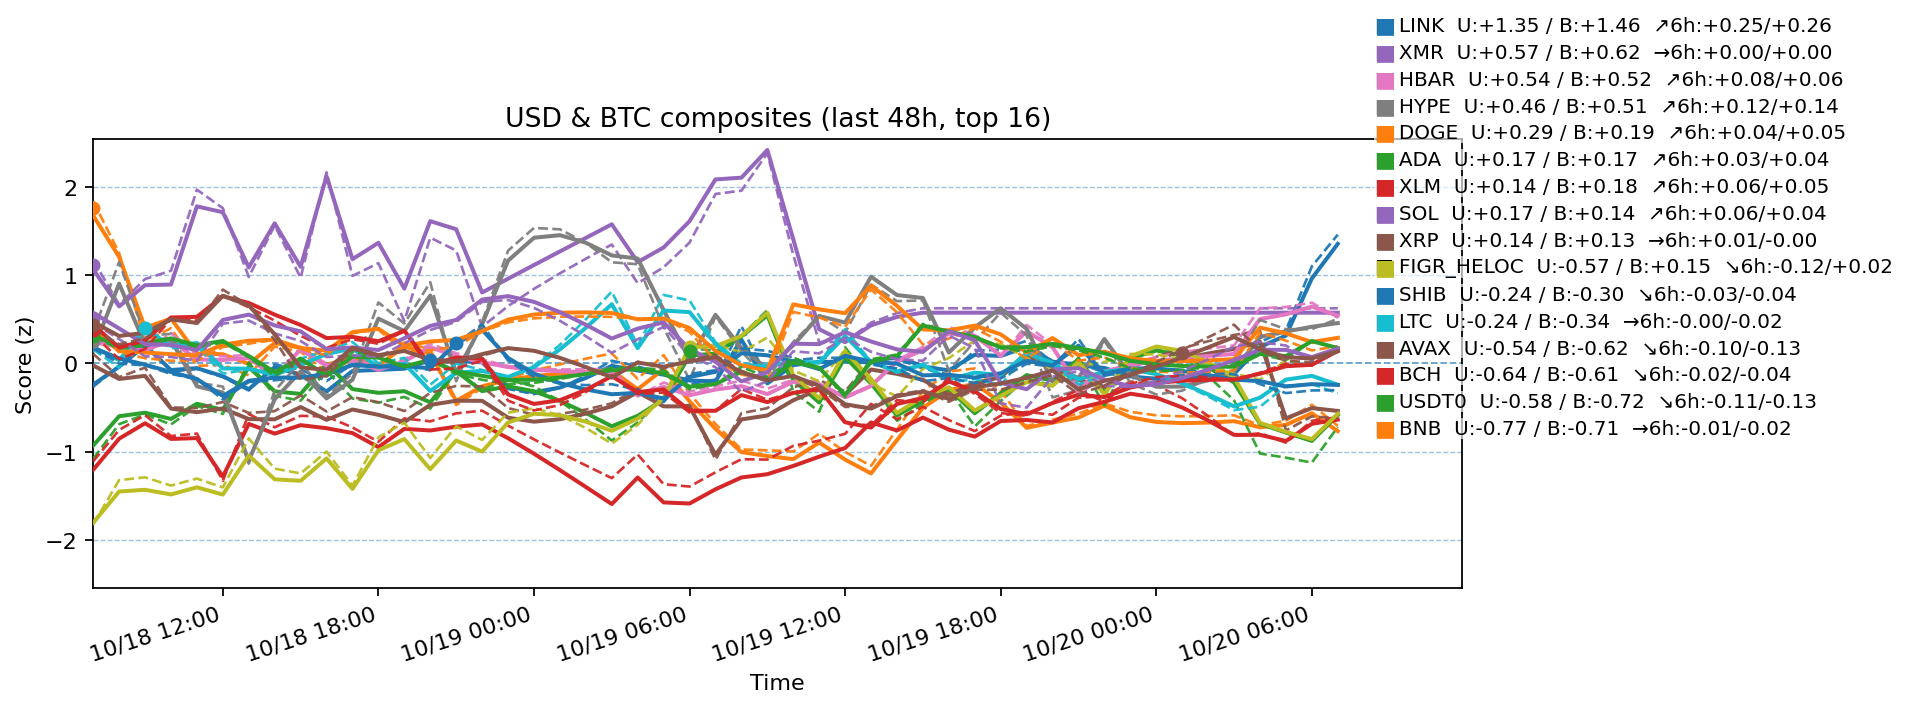 LINK U:+1.35 / B:+1.46 ↗6h:+0.25/+0.26
XMR U:+0.57 / B:+0.62 →6h:+0.00/+0.00
HBAR U:+0.54 / B:+0.52 ↗6h:+0.08/+0.06
HYPE U:+0.46 / B:+0.51 ↗6h:+0.12/+0.14
DOGE U:+0.29 / B:+0.19 ↗6h:+0.04/+0.05
ADA U:+0.17 / B:+0.17 ↗6h:+0.03/+0.04
XLM U:+0.14 / B:+0.18 ↗6h:+0.06/+0.05
SOL U:+0.17 / B:+0.14 ↗6h:+0.06/+0.04
XRP U:+0.14 / B:+0.13 →6h:+0.01/-0.00
FIGR_HELOC U:-0.57 / B:+0.15 ↘6h:-0.12/+0.02
SHIB U:-0.24 / B:-0.30 ↘6h:-0.03/-0.04
LTC U:-0.24 / B:-0.34 →6h:-0.00/-0.02
AVAX U:-0.54 / B:-0.62 ↘6h:-0.10/-0.13
BCH U:-0.64 / B:-0.61 ↘6h:-0.02/-0.04
USDT0 U:-0.58 / B:-0.72 ↘6h:-0.11/-0.13
BNB U:-0.77 / B:-0.71 →6h:-0.01/-0.02
USD & BTC composites (last 48h, top 16)
Score (z)
2
1
0
−1
−2
10/18 12:00
10/18 18:00
10/19 00:00
10/19 06:00
10/19 12:00
10/19 18:00
10/20 00:00
10/20 06:00
Time